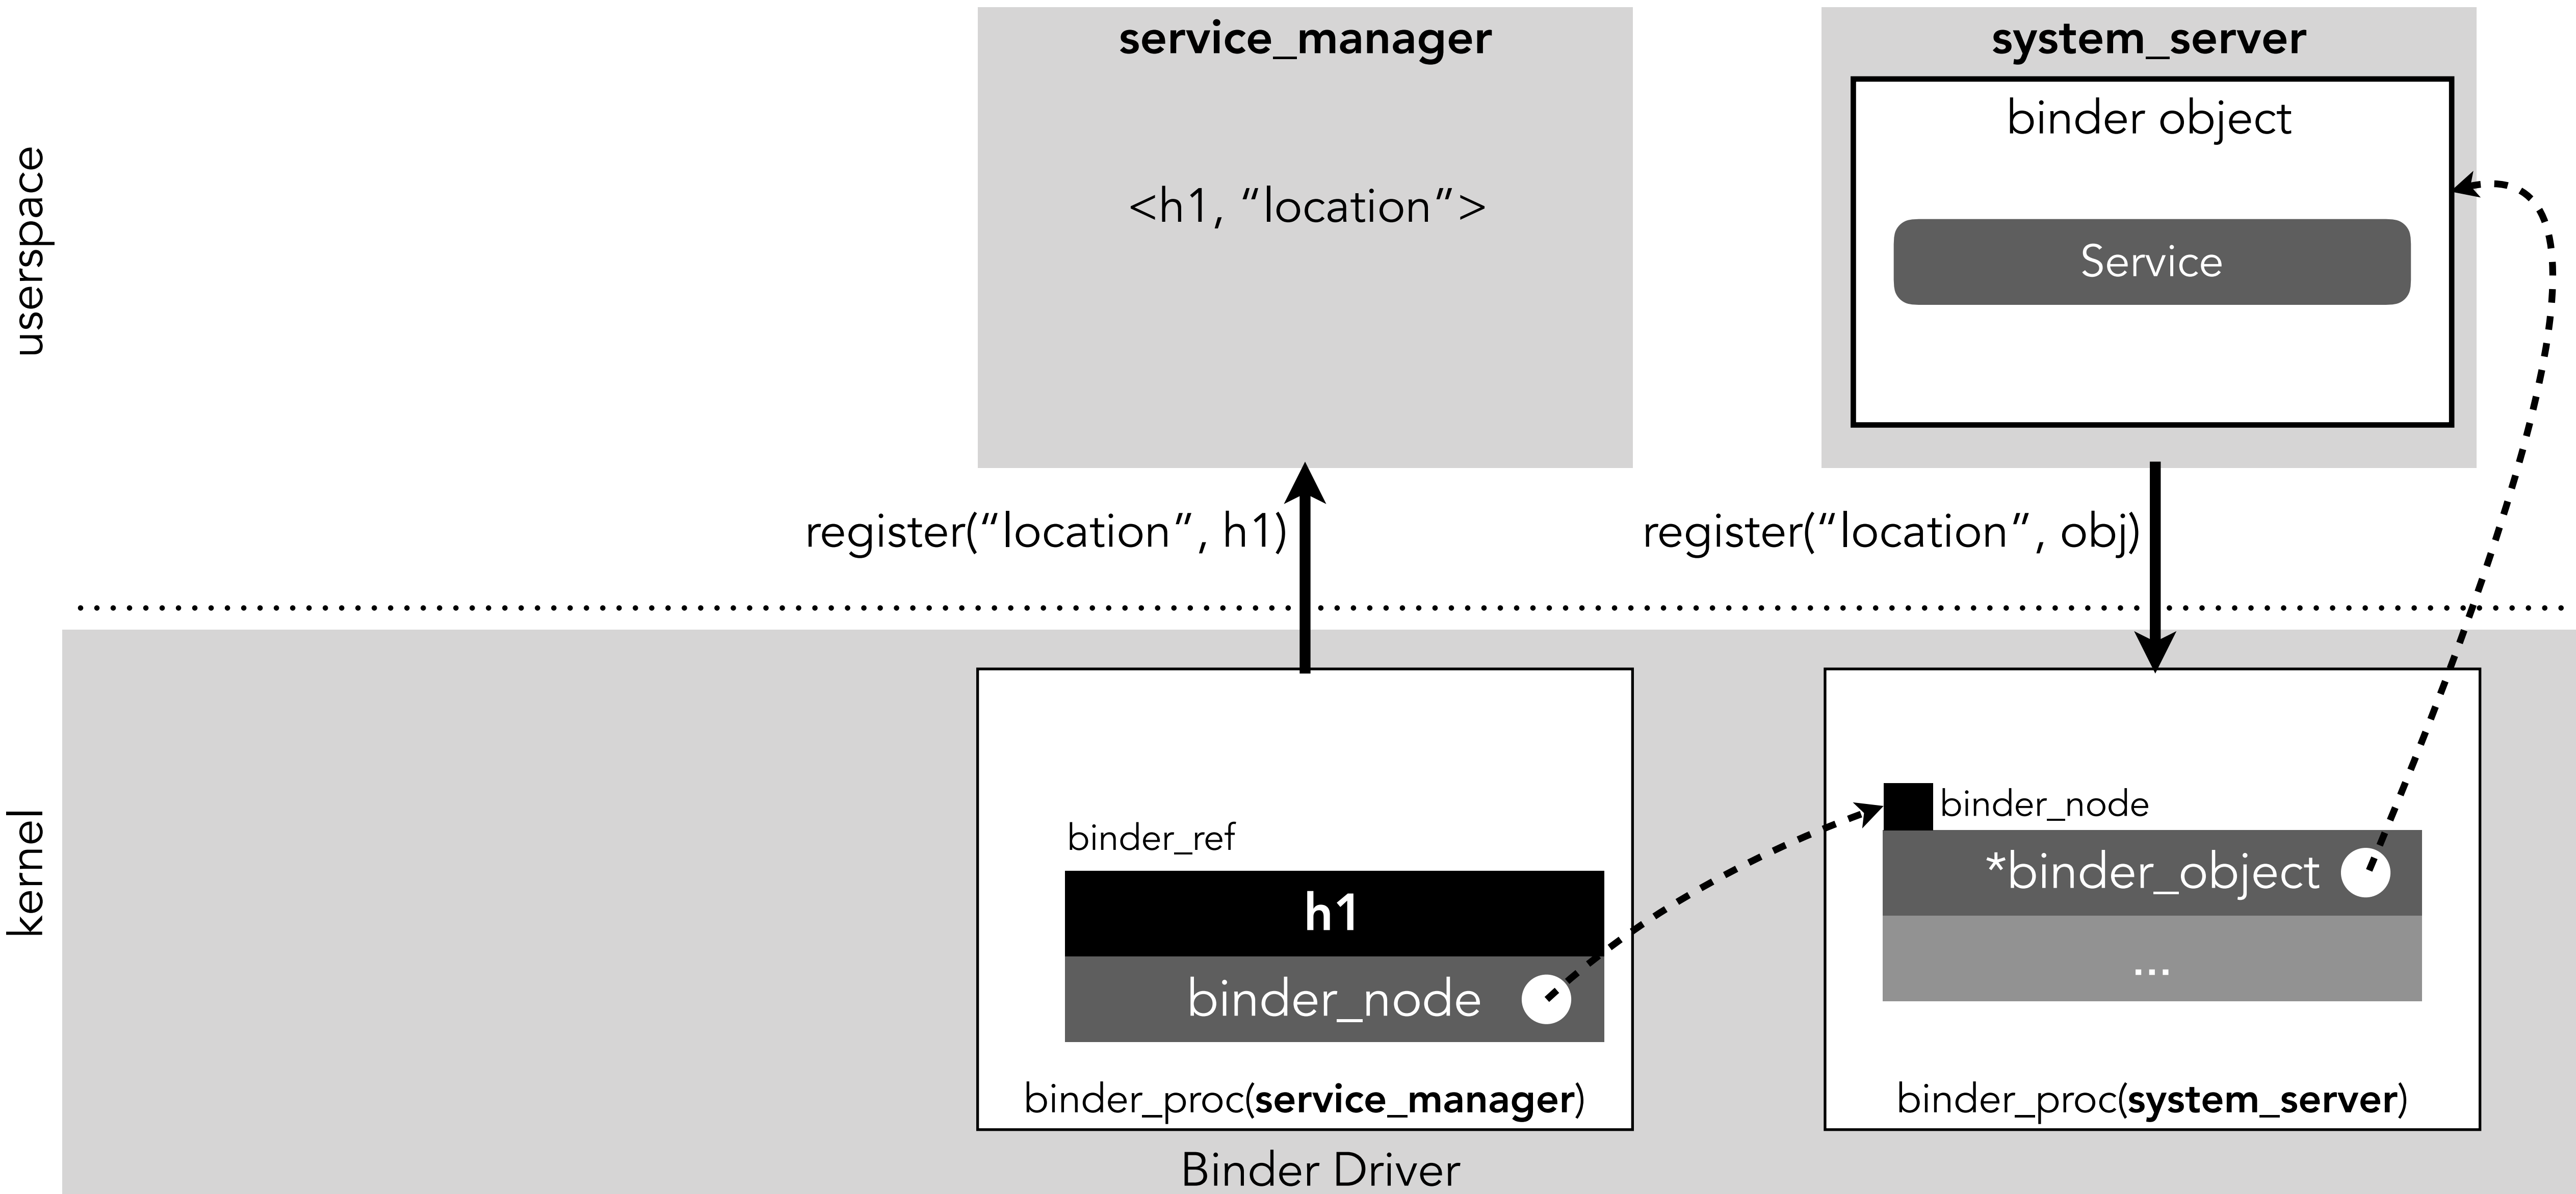 service_manager
system_server
binder object
userspace
<h1, “location”>
Service
register(“location”, h1)
register(“location”, obj)
kernel
binder_ref
h1
binder_node
binder_node
*binder_object
...
binder_proc(service_manager)
binder_proc(system_server)
Binder Driver